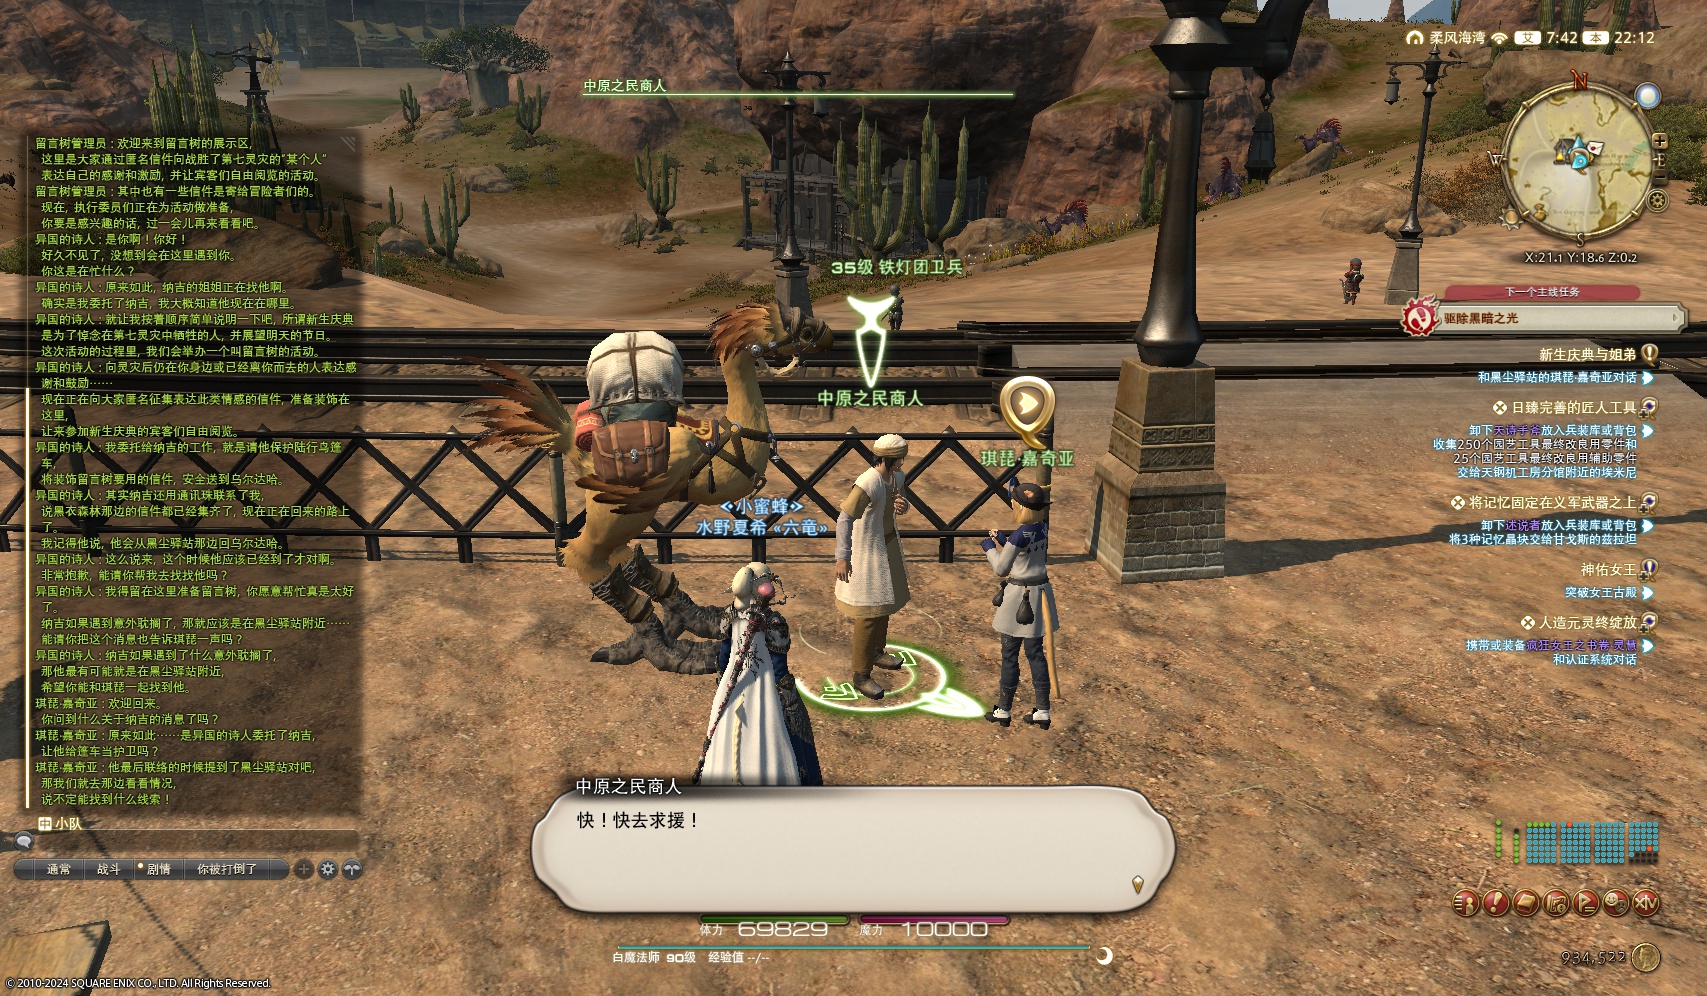 中原之民商人
柔风海湾 艾 7:42 本 22:12
N
W
E
S
X:21.1 Y:18.6 Z:0.2
下一个主线任务
驱除黑暗之光
新生庆典与姐弟
和黑尘驿站的琪琵·嘉奇亚对话
日臻完善的匠人工具
卸下天诗手斧放入兵装库或背包
收集250个园艺工具最终改良用零件和
25个园艺工具最终改良用辅助零件
交给天钢机工房分馆附近的埃米尼
将记忆固定在义军武器之上
卸下述说者放入兵装库或背包
将3种记忆晶块交给甘戈斯的兹拉坦
神佑女王
突破女王古殿
人造元灵终绽放
携带或装备疯狂女王之书卷·灵慧
和认证系统对话
留言树管理员：欢迎来到留言树的展示区，
这里是大家通过匿名信件向战胜了第七灵灾的“某个人”
表达自己的感谢和激励，并让宾客们自由阅览的活动。
留言树管理员：其中也有一些信件是寄给冒险者们的。
现在，执行委员们正在为活动做准备，
你要是感兴趣的话，过一会儿再来看看吧。
异国的诗人：是你啊！你好！
好久不见了，没想到会在这里遇到你。
你这是在忙什么？
异国的诗人：原来如此，纳吉的姐姐正在找他啊。
确实是我委托了纳吉，我大概知道他现在在哪里。
异国的诗人：就让我按着顺序简单说明一下吧，所谓新生庆典
是为了悼念在第七灵灾中牺牲的人，并展望明天的节日。
这次活动的过程里，我们会举办一个叫留言树的活动。
异国的诗人：向灵灾后仍在你身边或已经离你而去的人表达感
谢和鼓励……
现在正在向大家匿名征集表达此类情感的信件，准备装饰在
这里，
让来参加新生庆典的宾客们自由阅览。
异国的诗人：我委托给纳吉的工作，就是请他保护陆行鸟篷
车，
将装饰留言树要用的信件，安全送到乌尔达哈。
异国的诗人：其实纳吉还用通讯珠联系了我，
说黑衣森林那边的信件都已经集齐了，现在正在回来的路上
了。
我记得他说，他会从黑尘驿站那边回乌尔达哈。
异国的诗人：这么说来，这个时候他应该已经到了才对啊。
非常抱歉，能请你帮我去找找他吗？
异国的诗人：我得留在这里准备留言树，你愿意帮忙真是太好
了。
纳吉如果遇到意外耽搁了，那就应该是在黑尘驿站附近……
能请你把这个消息也告诉琪琵一声吗？
异国的诗人：纳吉如果遇到了什么意外耽搁了，
那他最有可能就是在黑尘驿站附近，
希望你能和琪琵一起找到他。
琪琵·嘉奇亚：欢迎回来。
你问到什么关于纳吉的消息了吗？
琪琵·嘉奇亚：原来如此……是异国的诗人委托了纳吉，
让他给篷车当护卫吗？
琪琵·嘉奇亚：他最后联络的时候提到了黑尘驿站对吧，
那我们就去那边看看情况，
说不定能找到什么线索！
中 小队
通常 战斗 剧情 你被打倒了
35级 铁灯团卫兵
中原之民商人
琪琵·嘉奇亚
小蜜蜂
水野夏希 «六竜»
中原之民商人
快！快去求援！
体力 69829 魔力 10000
白魔法师 90级 经验值 --/--
XIV
934,522
© 2010-2024 SQUARE ENIX CO., LTD. All Rights Reserved.